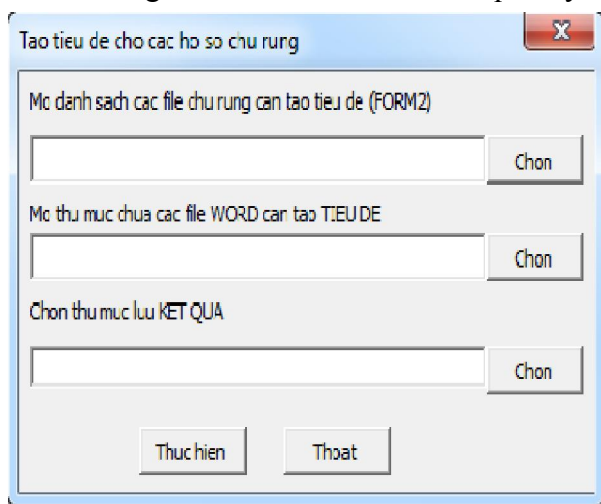 Tao tieu de cho cac ho so chu rung
Mo danh sach cac file chu rung can tao tieu de (FORM2)
Chon
Mo thu muc chua cac file WORD can tao TIEU DE
Chon
Chon thu muc luu KET QUA
Chon
Thuc hien
Thoat